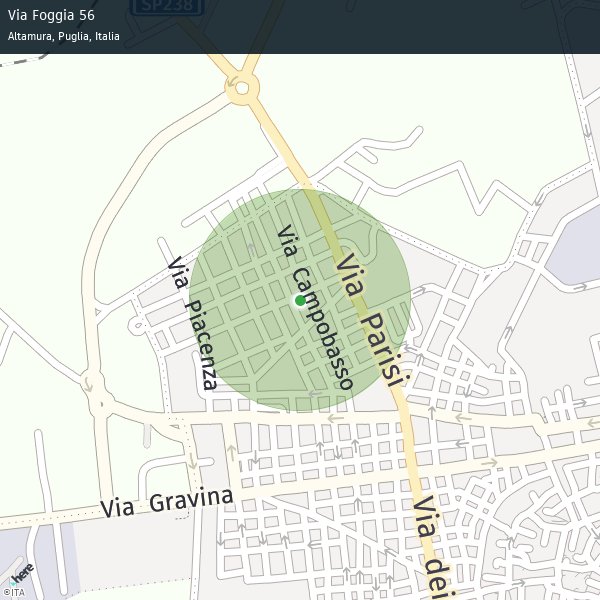 Via Foggia 56
SP238
Altamura, Puglia, Italia
Via Campobasso
Via Piacenza
Via Parisi
Via Gravina
Via dei
here
©ITA